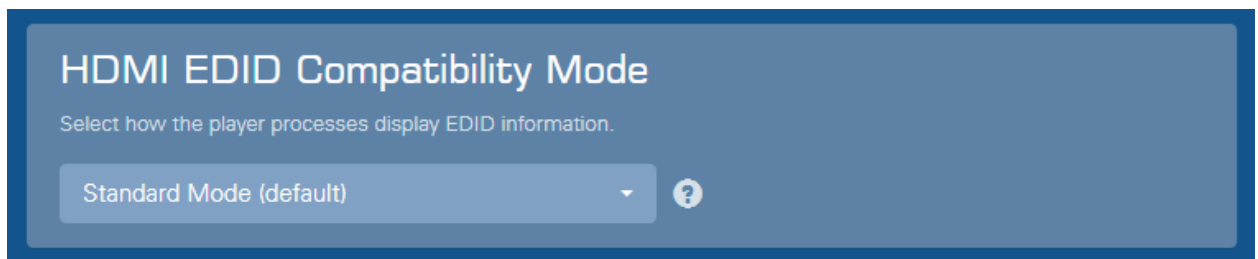 HDMI EDID Compatibility Mode
Select how the player processes display EDID information.
Standard Mode (default)
?